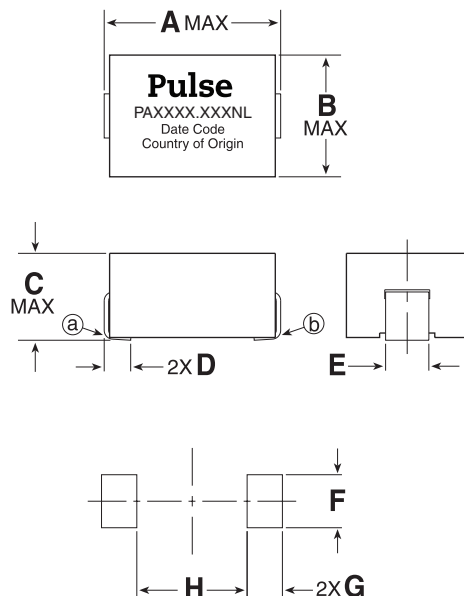 A MAX
Pulse
PAXXXX.XXXNL
Date Code
Country of Origin
B
MAX
C
MAX
a
b
2X D
E
F
H
2X G